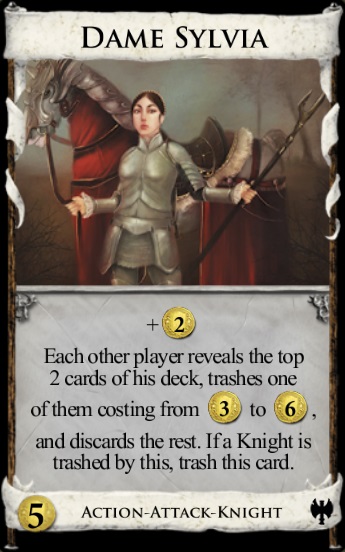 Dame Sylvia
+ 2
Each other player reveals the top
2 cards of his deck, trashes one
of them costing from 3 to 6,
and discards the rest. If a Knight is
trashed by this, trash this card.
5 Action-Attack-Knight